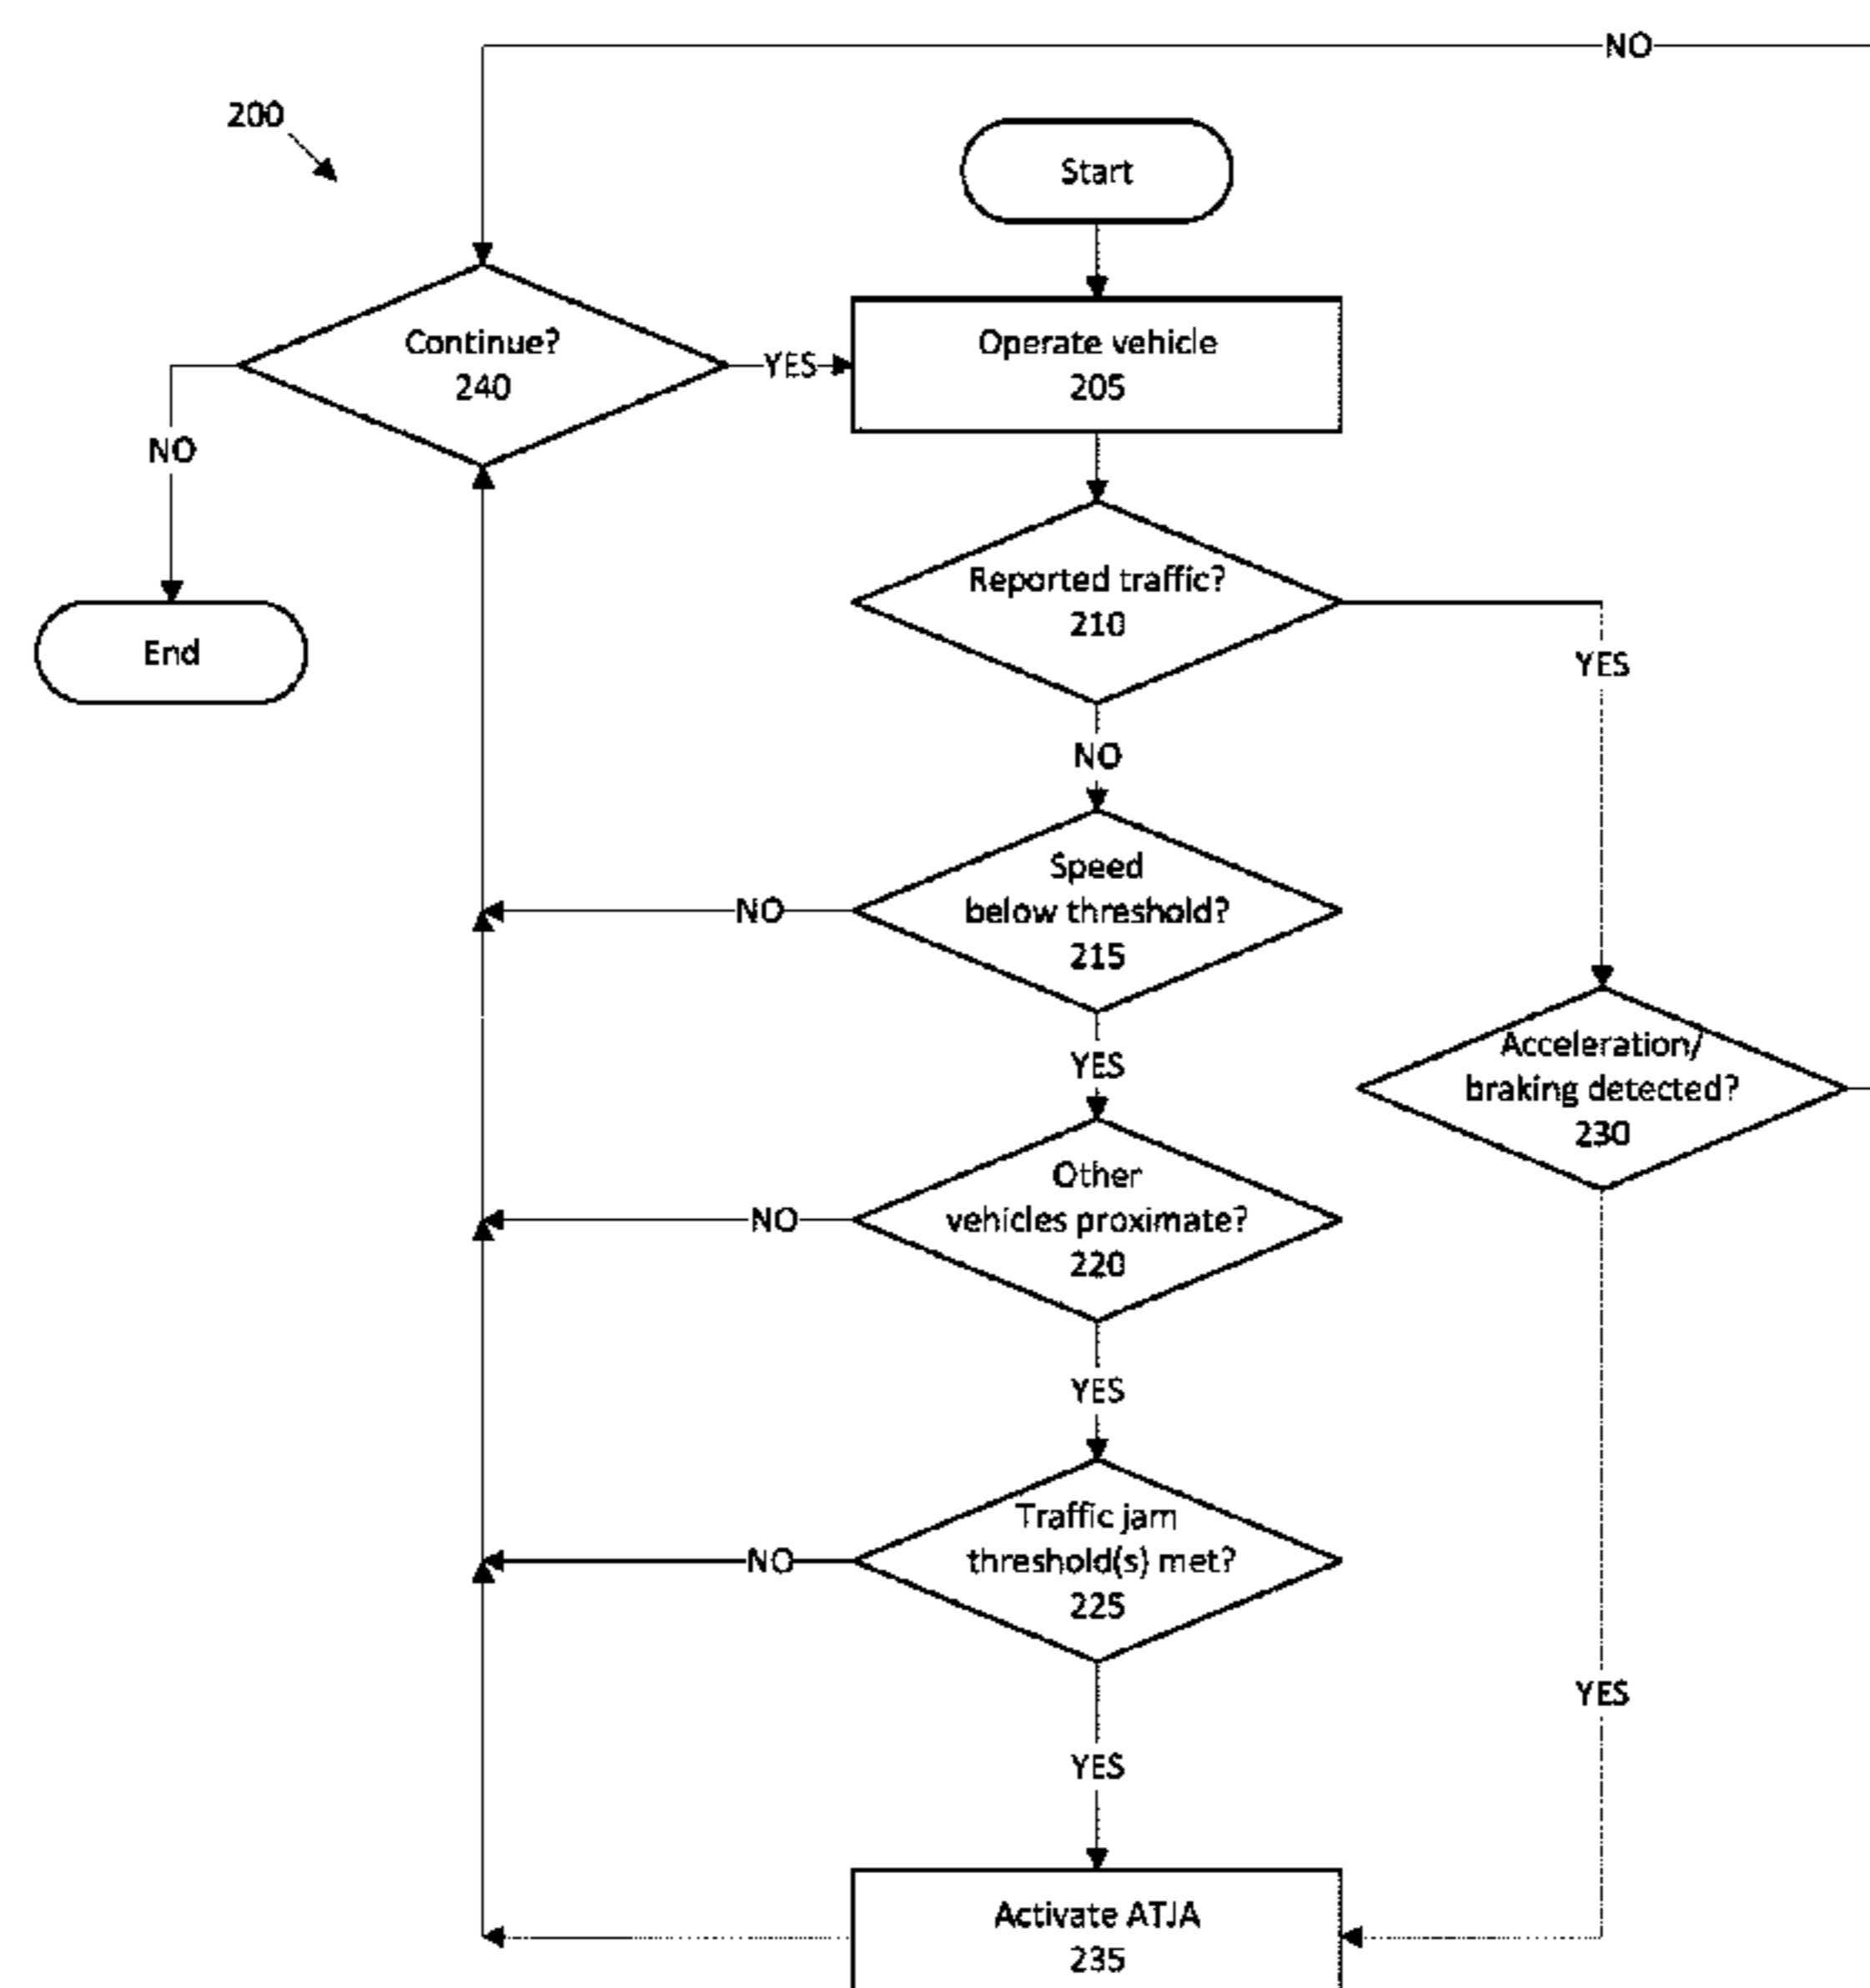 NO
200
Start
Continue?
240
YES
Operate vehicle
205
NO
End
Reported traffic?
210
YES
NO
Speed
below threshold?
215
NO
YES
Acceleration/
braking detected?
230
Other
vehicles proximate?
220
NO
YES
Traffic jam
threshold(s) met?
225
NO
YES
YES
Activate ATJA
235